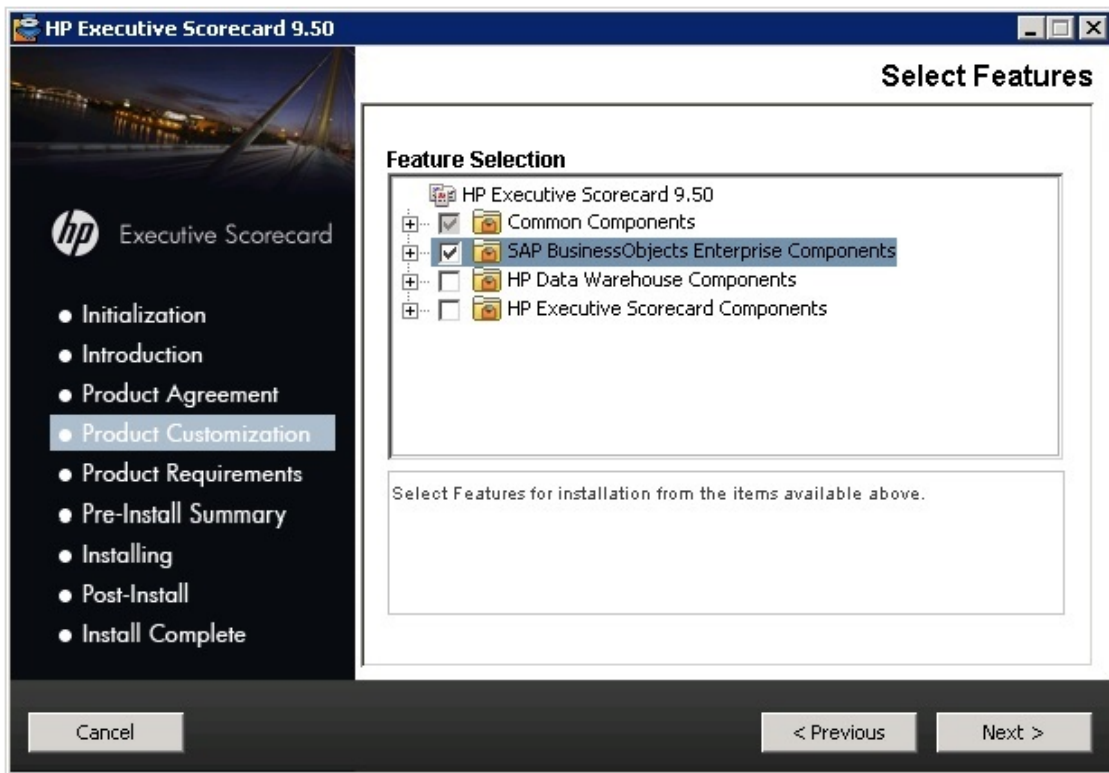 HP Executive Scorecard 9.50
Select Features
hp Executive Scorecard
Initialization
Introduction
Product Agreement
Product Customization
Product Requirements
Pre-Install Summary
Installing
Post-Install
Install Complete
Feature Selection
HP Executive Scorecard 9.50
Common Components
SAP BusinessObjects Enterprise Components
HP Data Warehouse Components
HP Executive Scorecard Components
Select Features for installation from the items available above.
Cancel
< Previous
Next >